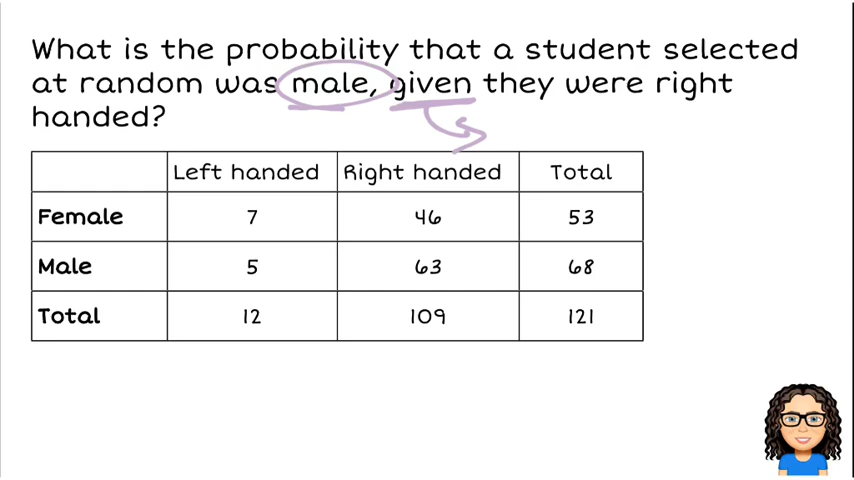 What is the probability that a student selected
at random was male, given they were right
handed?
Left handed Right handed Total
Female 7 46 53
Male 5 63 68
Total 12 109 121